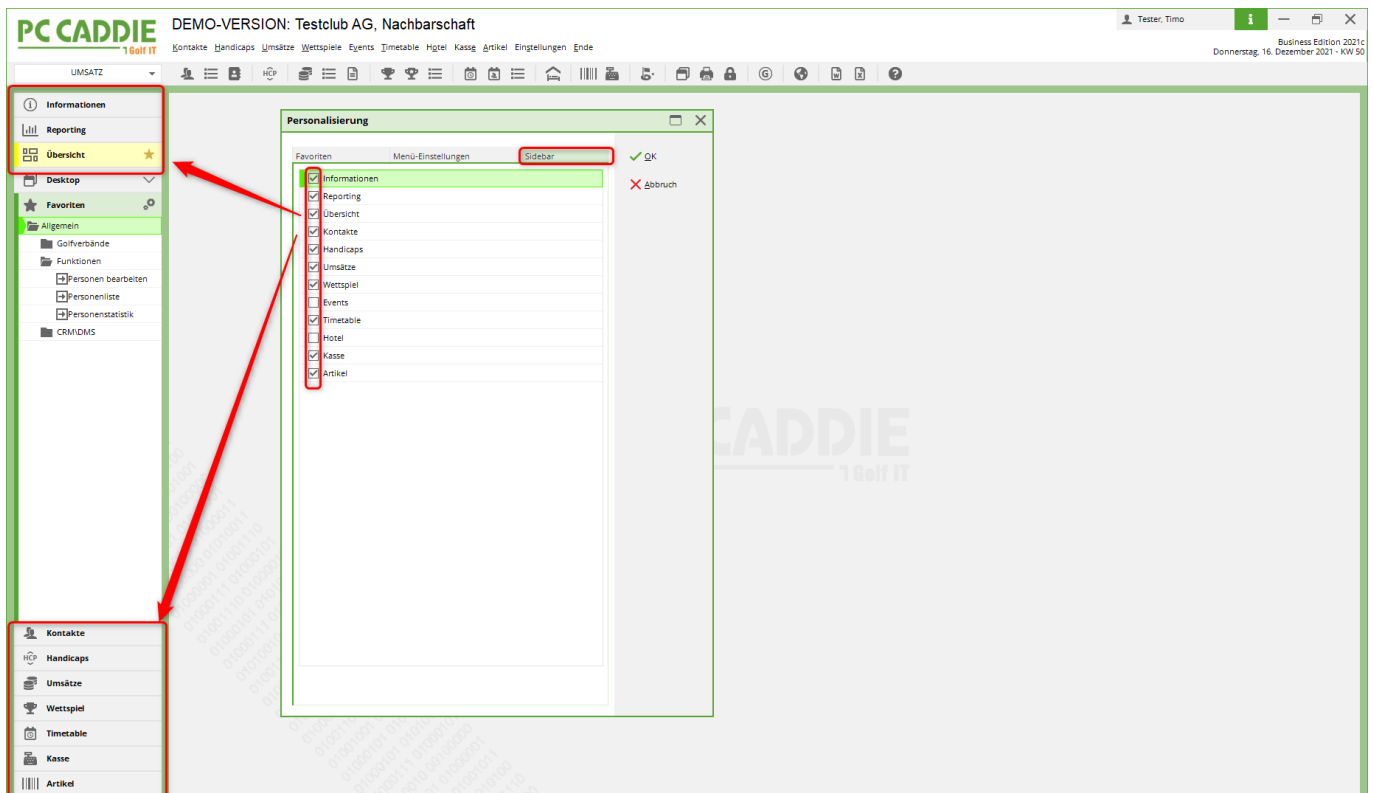 PC CADDIE
Golf IT
DEMO-VERSION: Testclub AG, Nachbarschaft
Tester, Timo
i
Kontakte Handicaps Umsätze Wettspiele Events Timetable Hotel Kasse Artikel Einstellungen Ende
Business Edition 2021c
Donnerstag, 16. Dezember 2021 - KW 50
UMSATZ
HCP
Informationen
Reporting
Übersicht
Desktop
Favoriten
Allgemein
Golfverbände
Funktionen
Personen bearbeiten
Personenliste
Personenstatistik
CRM\DMS
Kontakte
HCP Handicaps
Umsätze
Wettspiel
Timetable
Kasse
Artikel
Personalisierung
Favoriten Menü-Einstellungen Sidebar
OK
Abbruch
Informationen
Reporting
Übersicht
Kontakte
Handicaps
Umsätze
Wettspiel
Events
Timetable
Hotel
Kasse
Artikel
CADDIE
Golf IT